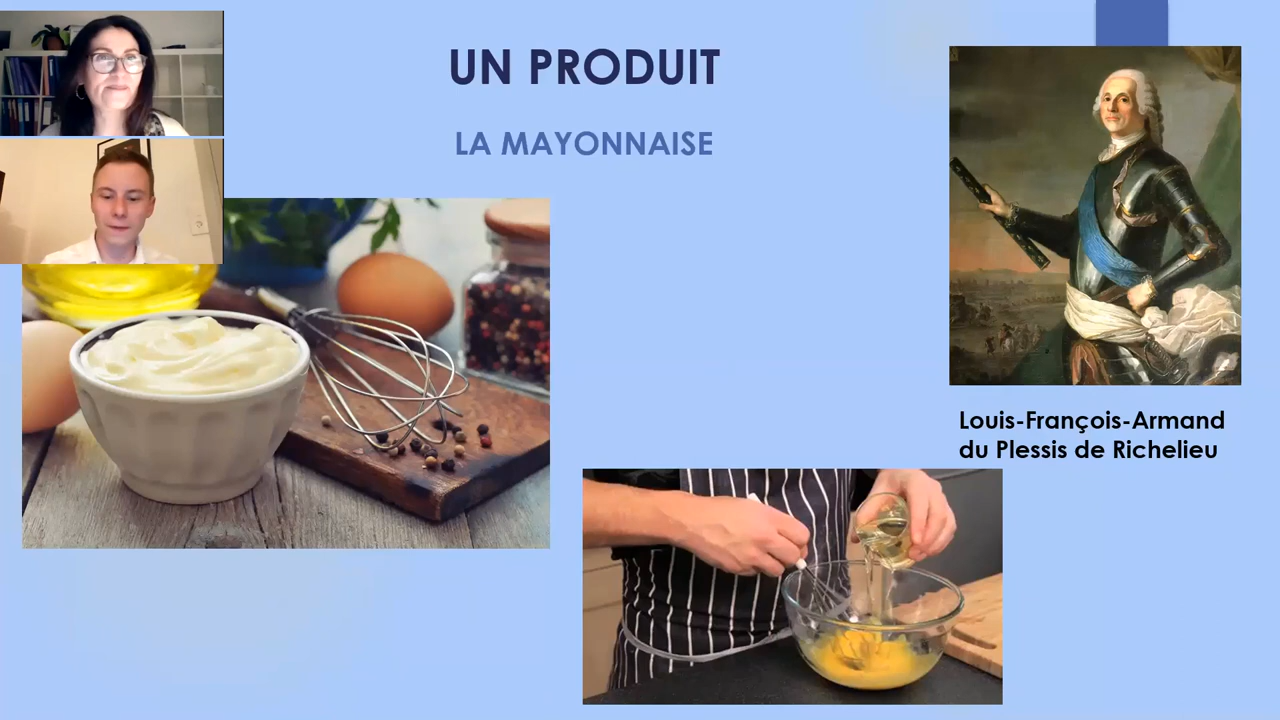 UN PRODUIT
LA MAYONNAISE
Louis-François-Armand
du Plessis de Richelieu